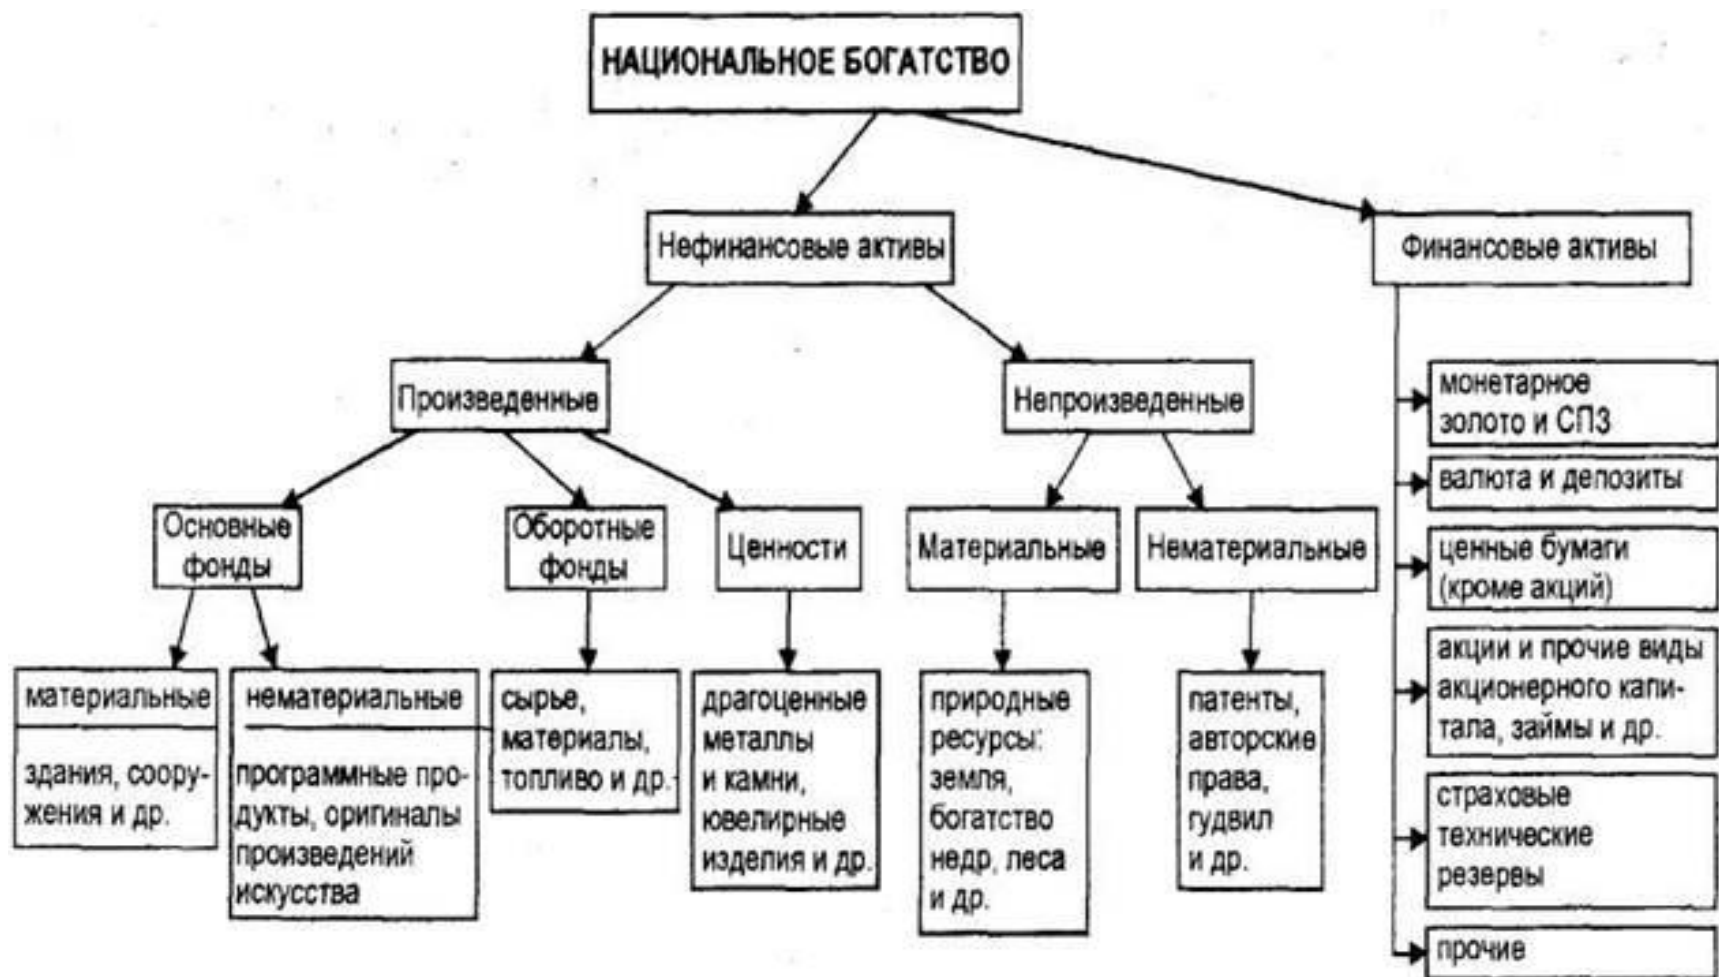 НАЦИОНАЛЬНОЕ БОГАТСТВО
Нефинансовые активы
Финансовые активы
Произведенные
Непроизведенные
Основные
фонды
Оборотные
фонды
Ценности
Материальные
Нематериальные
материальные
здания, соору-
жения и др.
нематериальные
программные про-
дукты, оригиналы
произведений
искусства
сырье,
материалы,
топливо и др.
драгоценные
металлы
и камни,
ювелирные
изделия и др.
природные
ресурсы:
земля,
богатство
недр, леса
и др.
патенты,
авторские
права,
гудвил
и др.
монетарное
золото и СПЗ
валюта и депозиты
ценные бумаги
(кроме акций)
акции и прочие виды
акционерного капи-
тала, займы и др.
страховые
технические
резервы
прочие